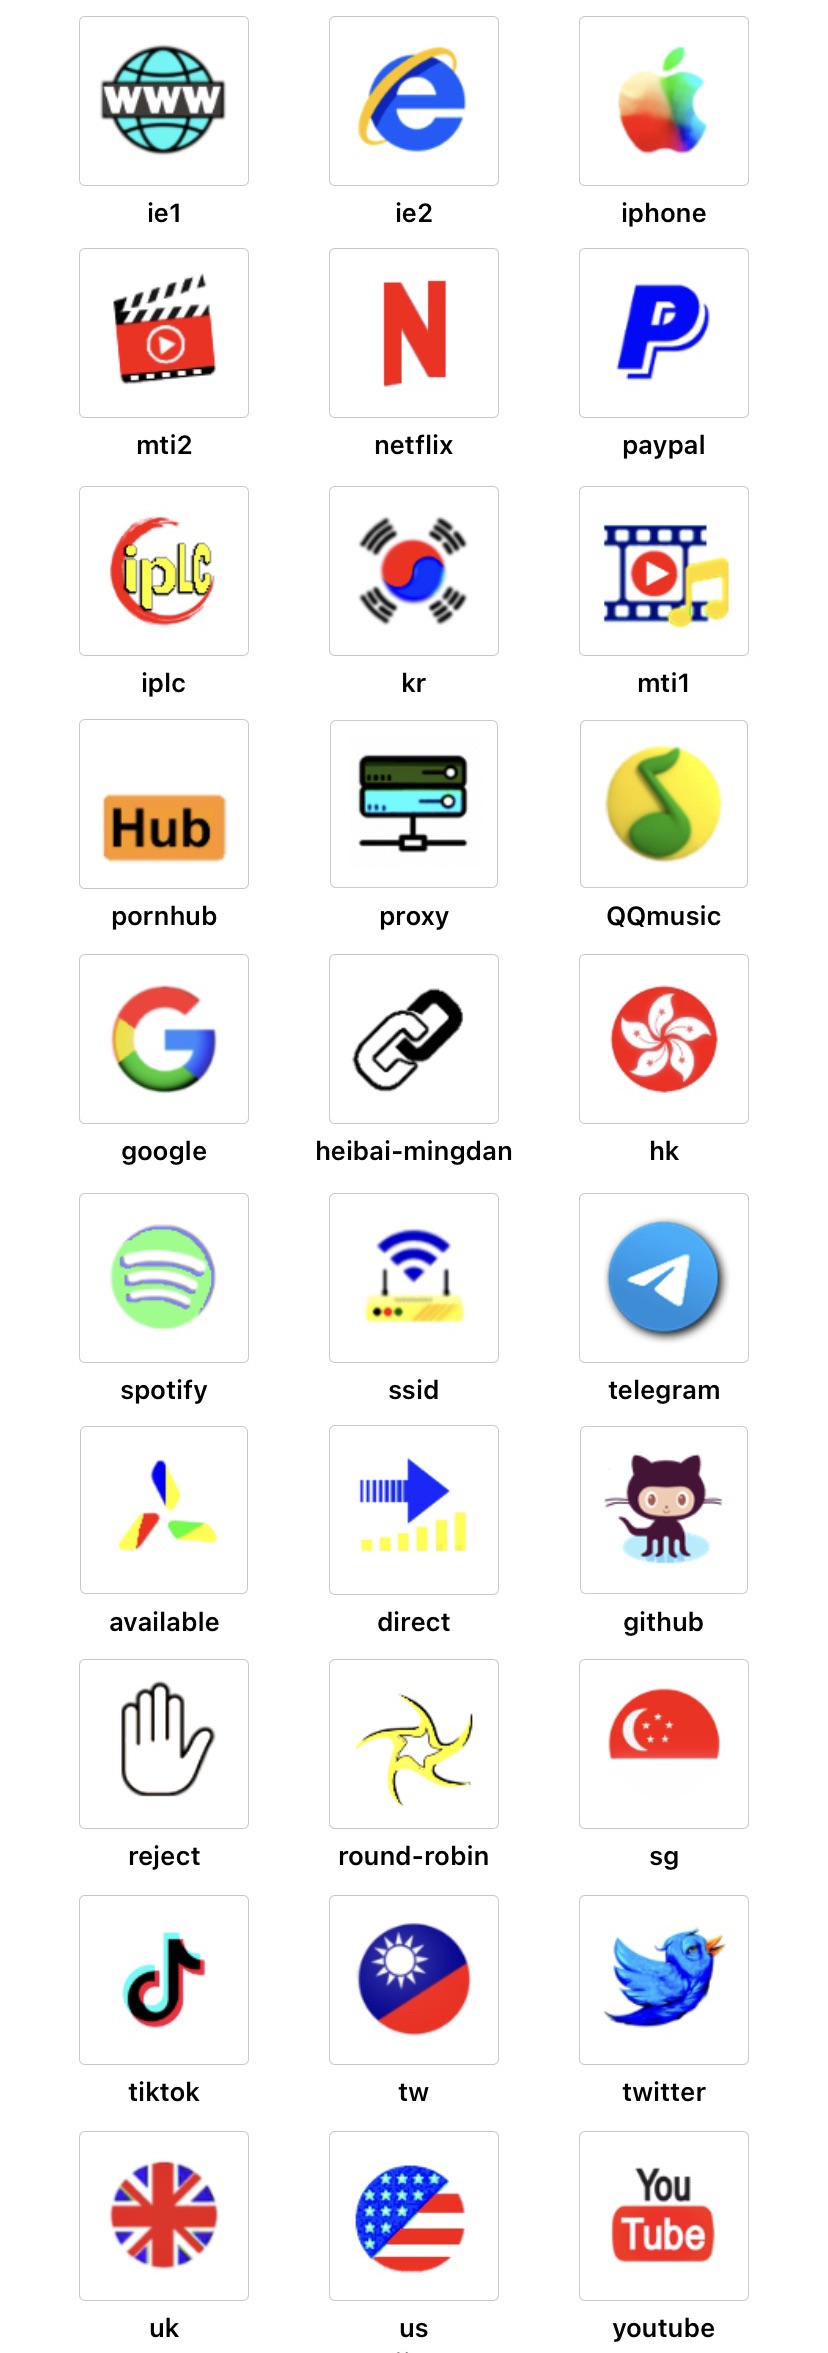 WWW
ie1 ie2 iphone
N P
mti2 netflix paypal
ipLC
iplc kr mti1
Hub
pornhub proxy QQmusic
G
google heibai-mingdan hk
spotify ssid telegram
available direct github
reject round-robin sg
tiktok tw twitter
You
Tube
uk us youtube